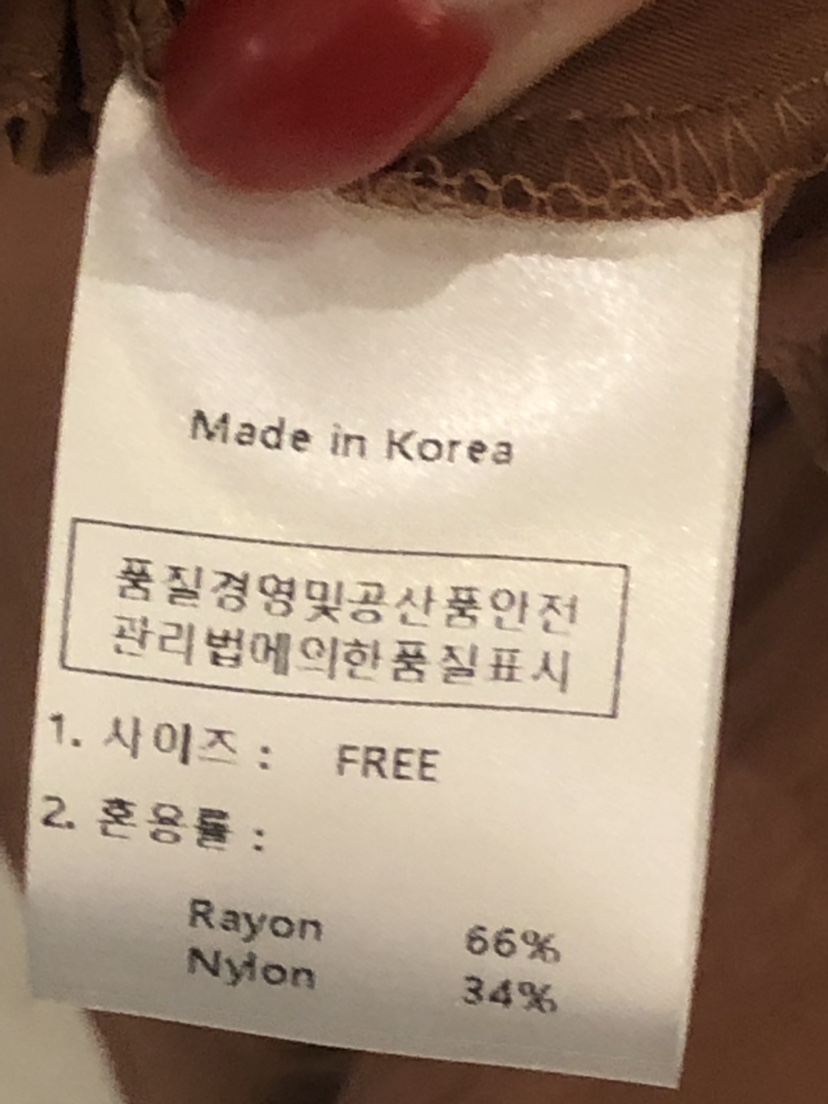 Made in Korea
품질경영및공산품안전
관리법에의한품질표시
1. 사이즈 : FREE
2. 혼용률 :
Rayon 66%
Nylon 34%